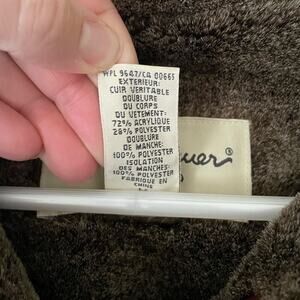 WPL 9647/CA 00665
EXTERIEUR:
CUIR VERITABLE
DOUBLURE
DU CORPS
DU
VETEMENT:
72% ACRYLIQUE
28% POLYESTER
DOUBLURE
DE MANCHE:
100% POLYESTER
ISOLATION
DES MANCHES:
100% POLYESTER
FABRIQUE EN
CHINE